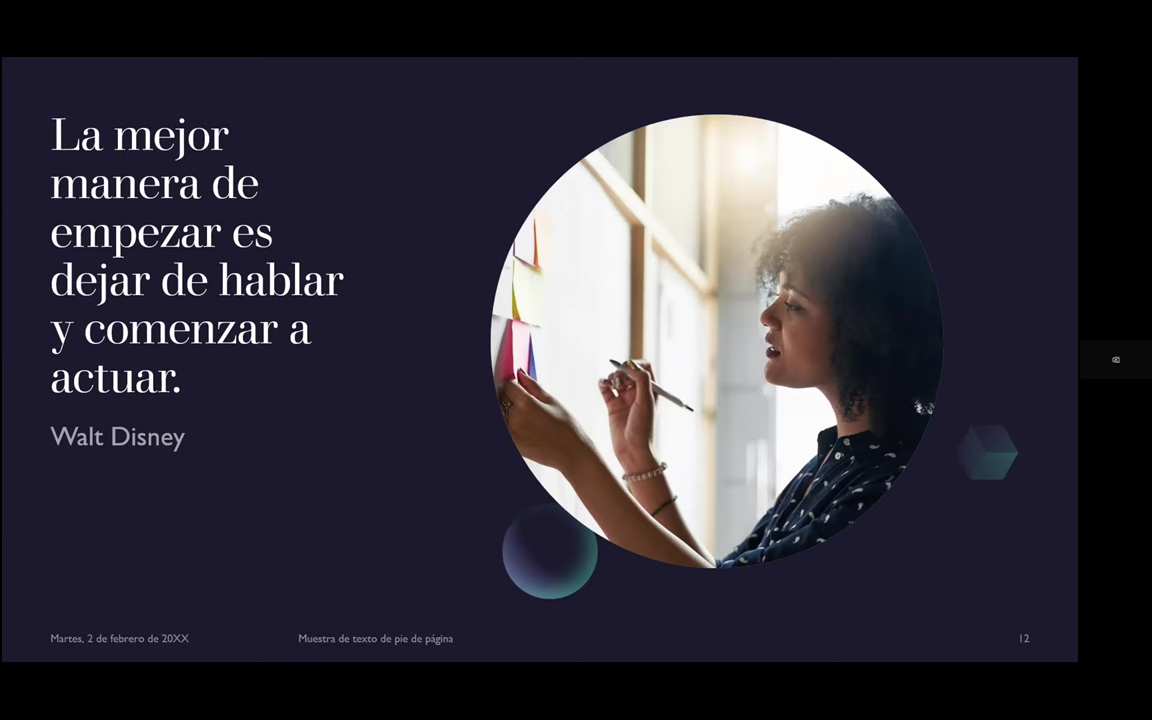 La mejor
manera de
empezar es
dejar de hablar
y comenzar a
actuar.
Walt Disney
Martes, 2 de febrero de 20XX
Muestra de texto de pie de página
12